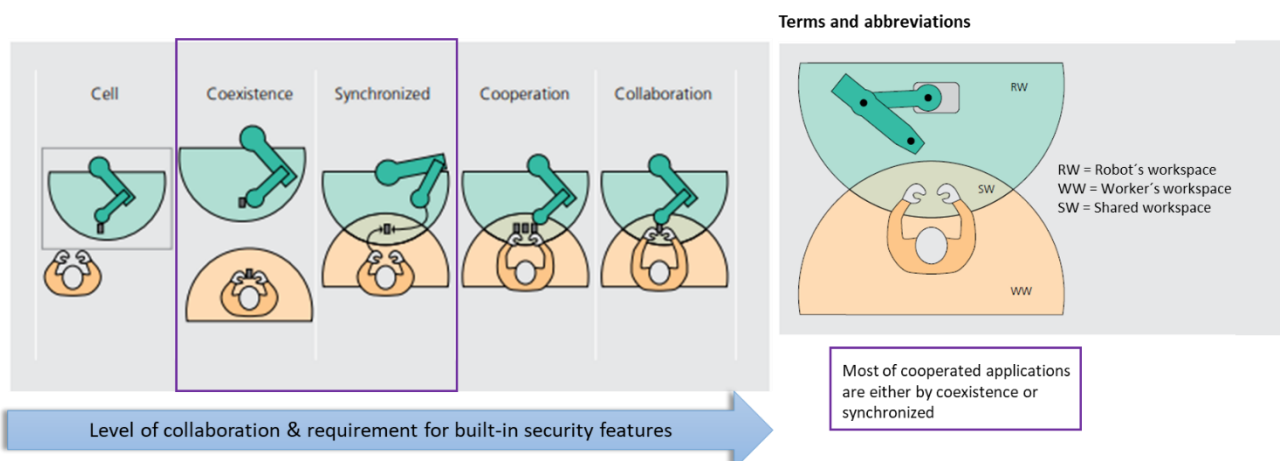 Terms and abbreviations
Cell
Coexistence
Synchronized
Cooperation
Collaboration
RW
SW
WW
RW = Robot´s workspace
WW = Worker´s workspace
SW = Shared workspace
Most of cooperated applications
are either by coexistence or
synchronized
Level of collaboration & requirement for built-in security features